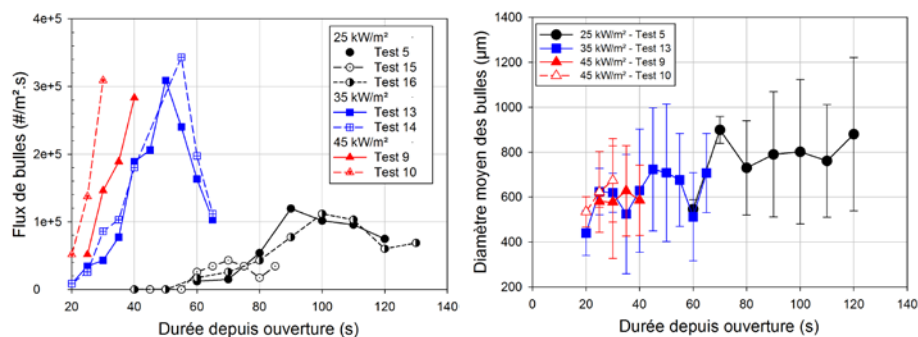 Flux de bulles (#/m².s)
4e+5
3e+5
2e+5
1e+5
0
20 40 60 80 100 120 140
Durée depuis ouverture (s)
25 kW/m²
Test 5
Test 15
Test 16
35 kW/m²
Test 13
Test 14
45 kW/m²
Test 9
Test 10
Diamètre moyen des bulles (µm)
1400
1200
1000
800
600
400
200
0 20 40 60 80 100 120 140
Durée depuis ouverture (s)
25 kW/m² - Test 5
35 kW/m² - Test 13
45 kW/m² - Test 9
45 kW/m² - Test 10